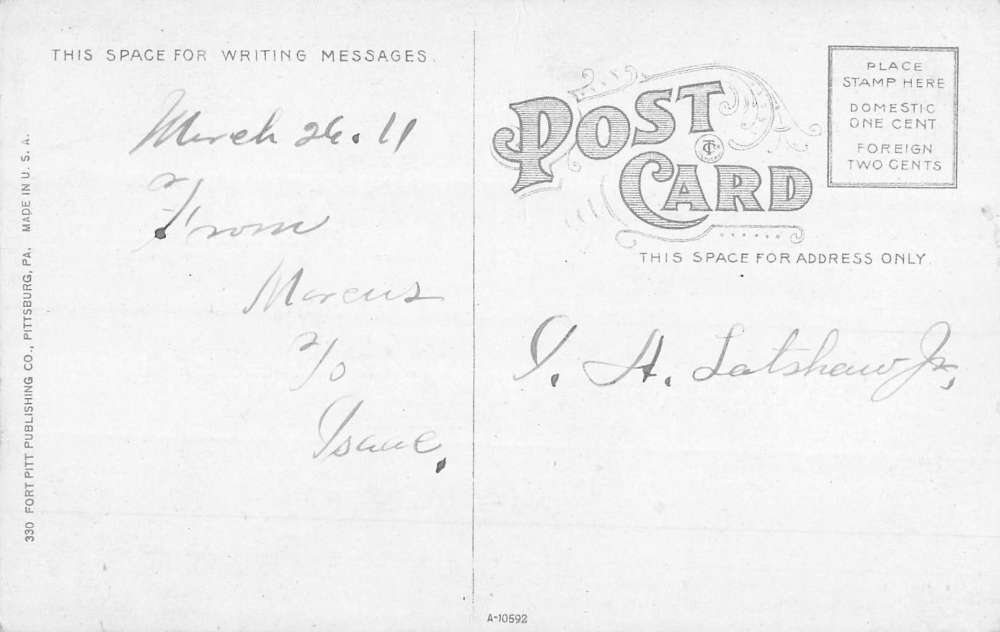 THIS SPACE FOR WRITING MESSAGES.
March 26. 11
From
Marcus
To
Isaac.
330 FORT PITT PUBLISHING CO., PITTSBURG, PA. MADE IN U. S. A.
POST
CARD
PLACE
STAMP HERE
DOMESTIC
ONE CENT
FOREIGN
TWO CENTS
THIS SPACE FOR ADDRESS ONLY.
I. H. Latshaw Jr,
A-10592